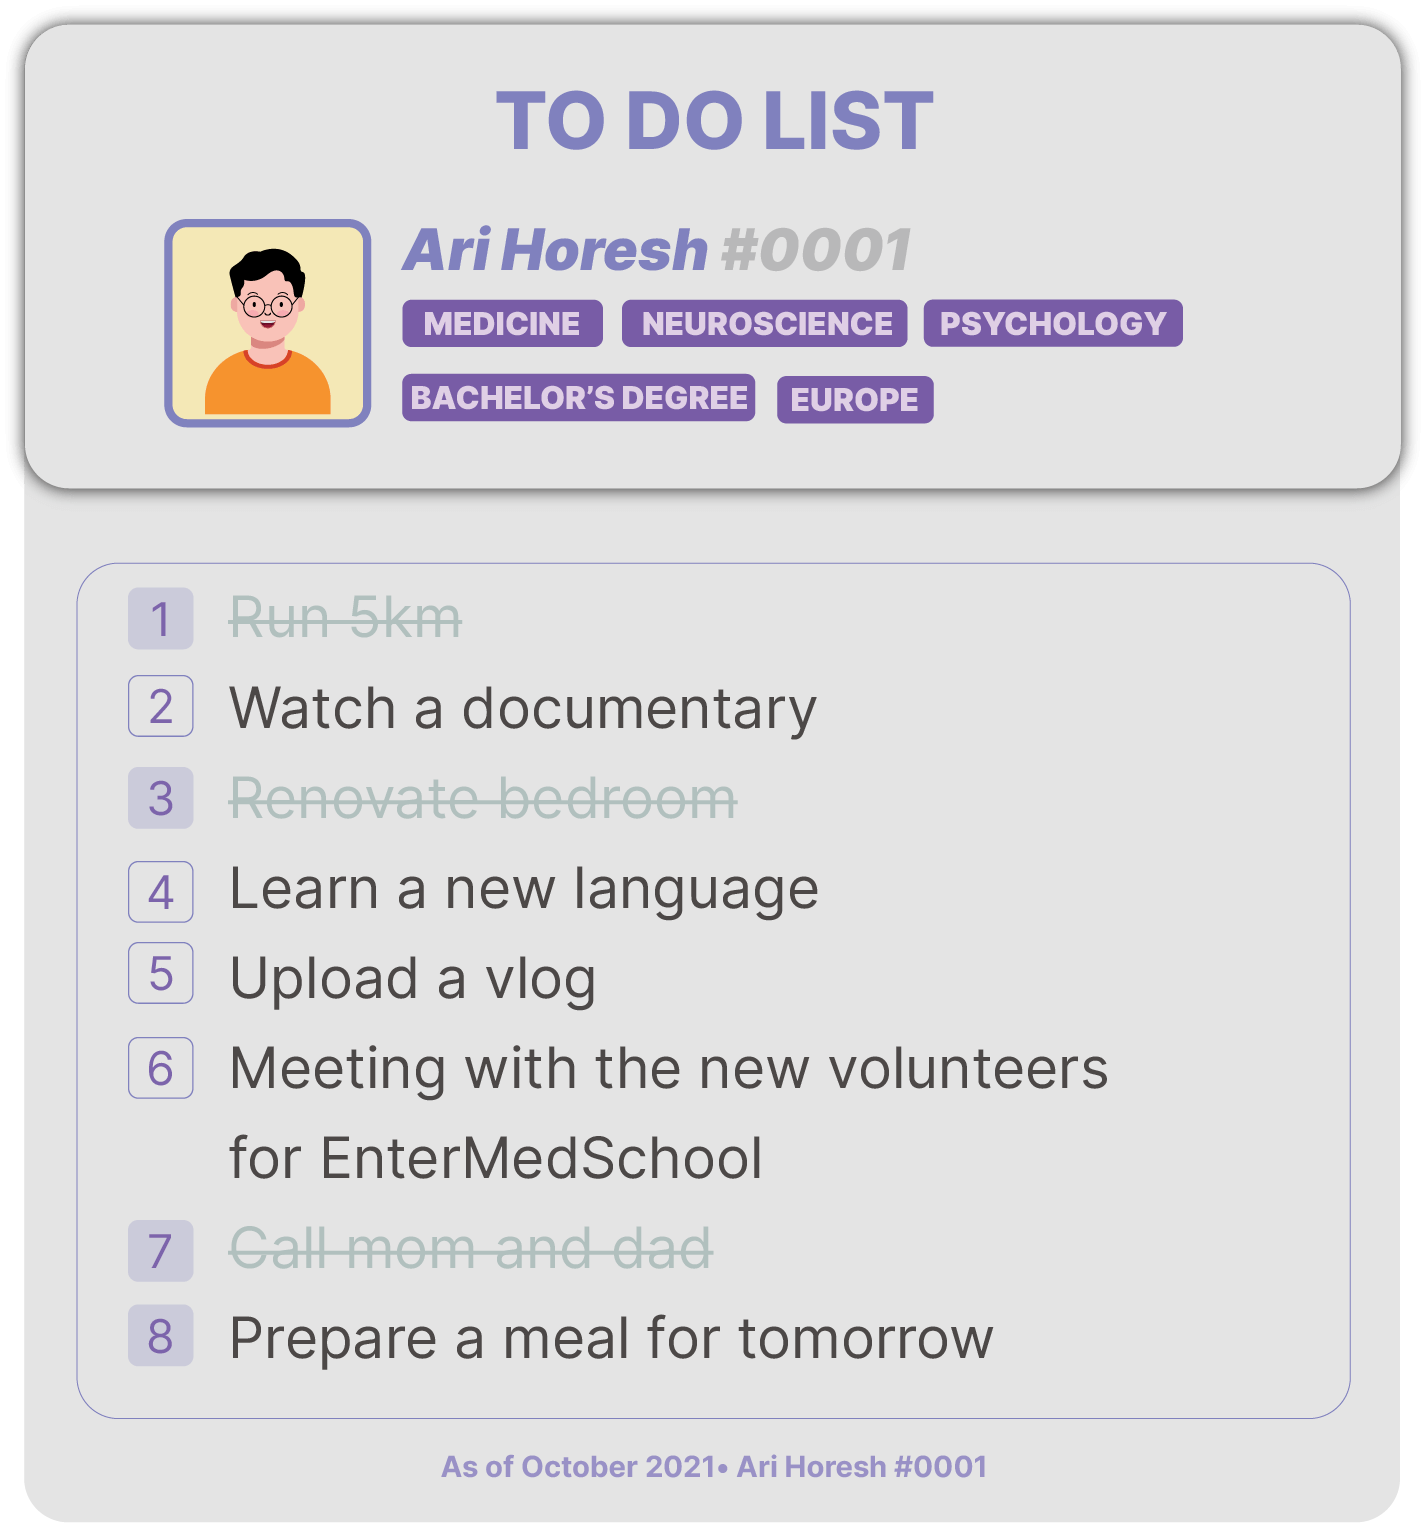 TO DO LIST
Ari Horesh #0001
MEDICINE NEUROSCIENCE PSYCHOLOGY
BACHELOR’S DEGREE EUROPE
1 Run 5km
2 Watch a documentary
3 Renovate bedroom
4 Learn a new language
5 Upload a vlog
6 Meeting with the new volunteers
for EnterMedSchool
7 Call mom and dad
8 Prepare a meal for tomorrow
As of October 2021• Ari Horesh #0001